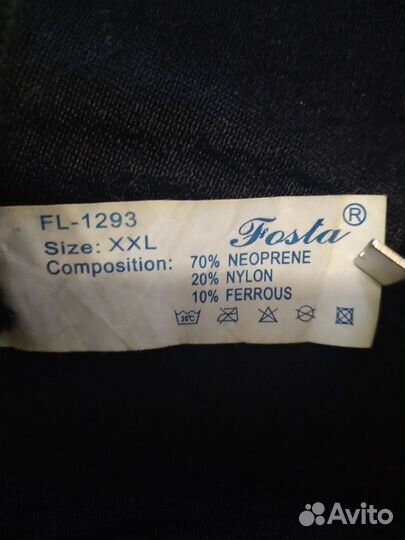 FL-1293
Fosta®
Size: XXL
Composition: 70% NEOPRENE
20% NYLON
10% FERROUS
30°C
Avito